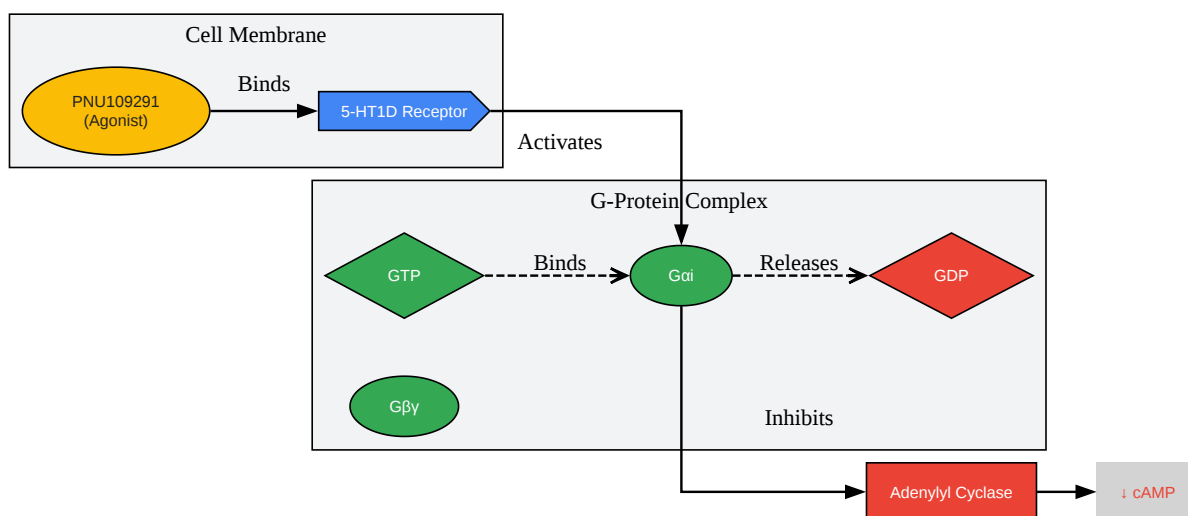 Cell Membrane
PNU109291
(Agonist)
Binds
5-HT1D Receptor
Activates
G-Protein Complex
GTP
Binds
Gαi
Releases
GDP
Gβγ
Inhibits
Adenylyl Cyclase
↓ cAMP